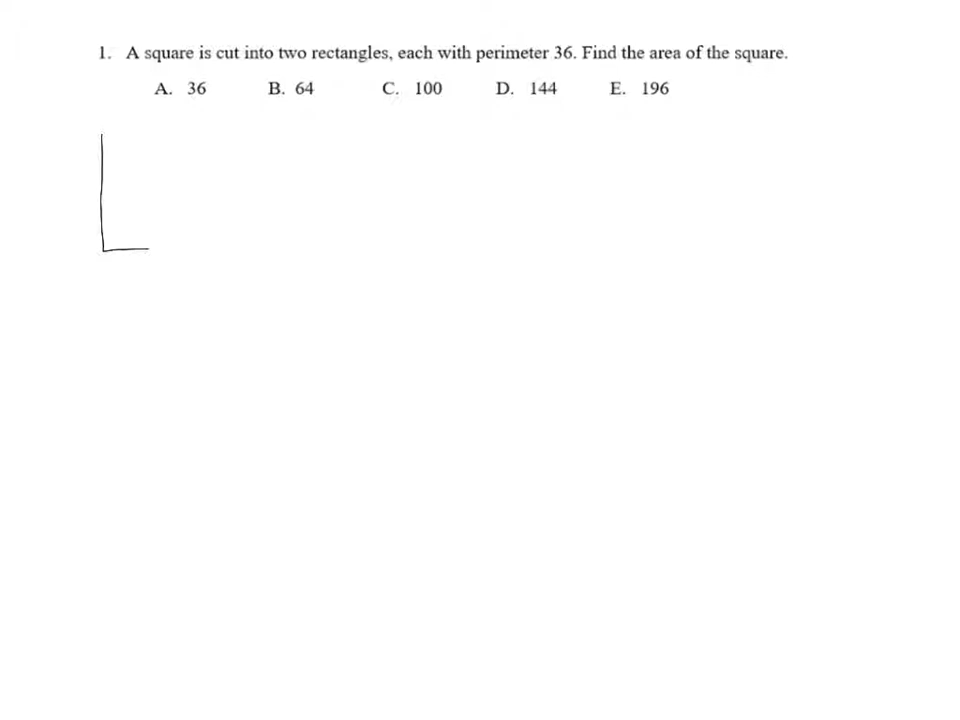 1. A square is cut into two rectangles, each with perimeter 36. Find the area of the square.
A. 36 B. 64 C. 100 D. 144 E. 196